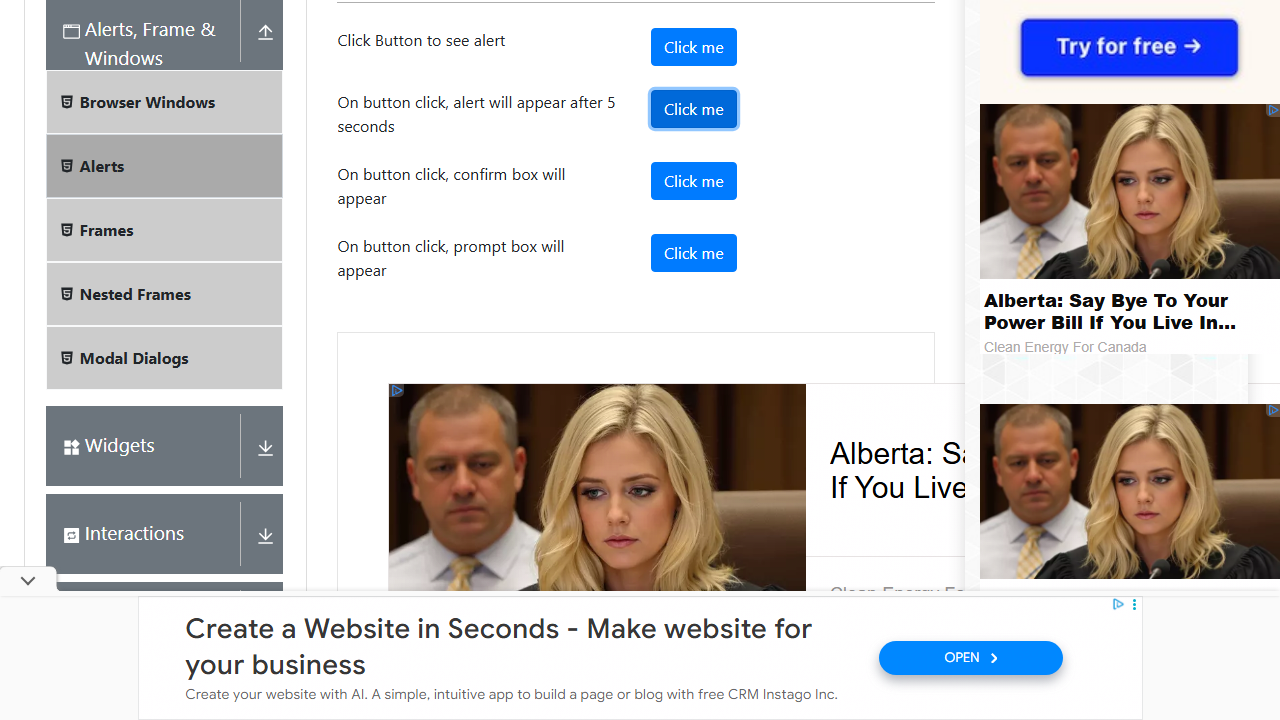 Alerts, Frame &
Windows
Browser Windows
Alerts
Frames
Nested Frames
Modal Dialogs
Widgets
Interactions
Click Button to see alert
Click me
On button click, alert will appear after 5
seconds
Click me
On button click, confirm box will
appear
Click me
On button click, prompt box will
appear
Click me
Alberta: Sa
If You Live
Try for free →
Alberta: Say Bye To Your
Power Bill If You Live In...
Clean Energy For Canada
Create a Website in Seconds - Make website for
your business
Create your website with AI. A simple, intuitive app to build a page or blog with free CRM Instago Inc.
OPEN